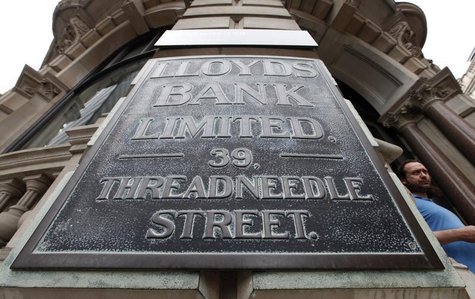 LLOYDS
BANK
LIMITED.
39,
THREADNEEDLE
STREET.